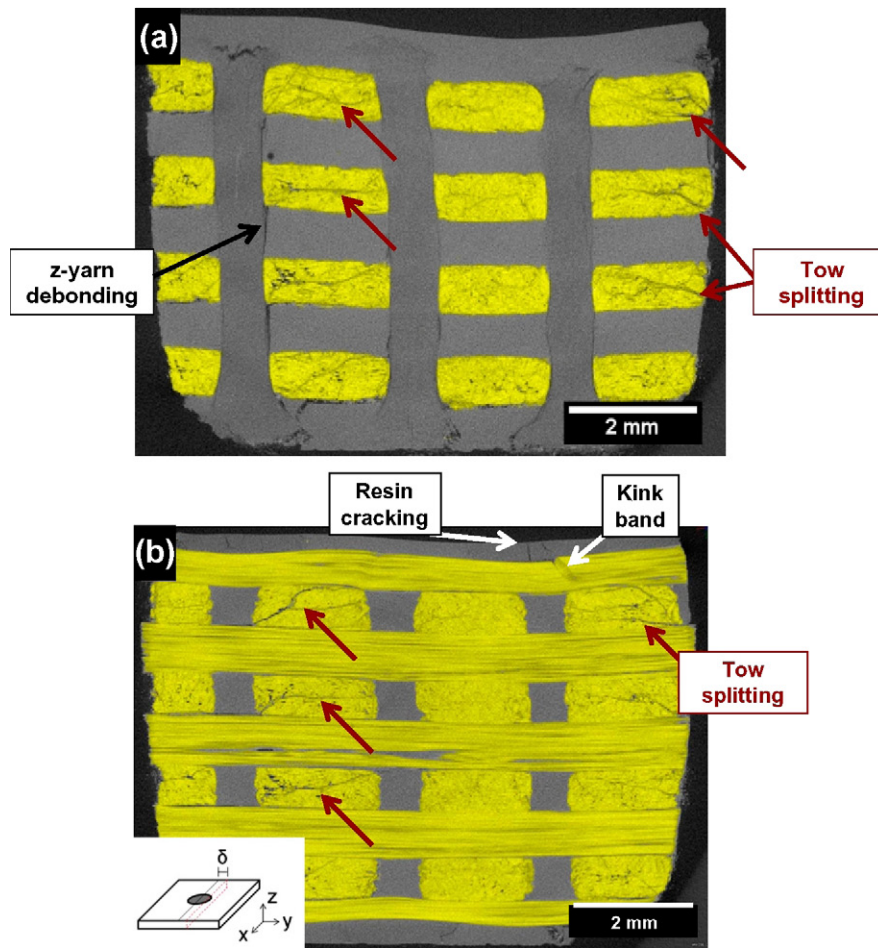 (a)
z-yarn
debonding
Tow
splitting
2 mm
Resin
cracking
Kink
band
(b)
Tow
splitting
δ
z
y
x
2 mm